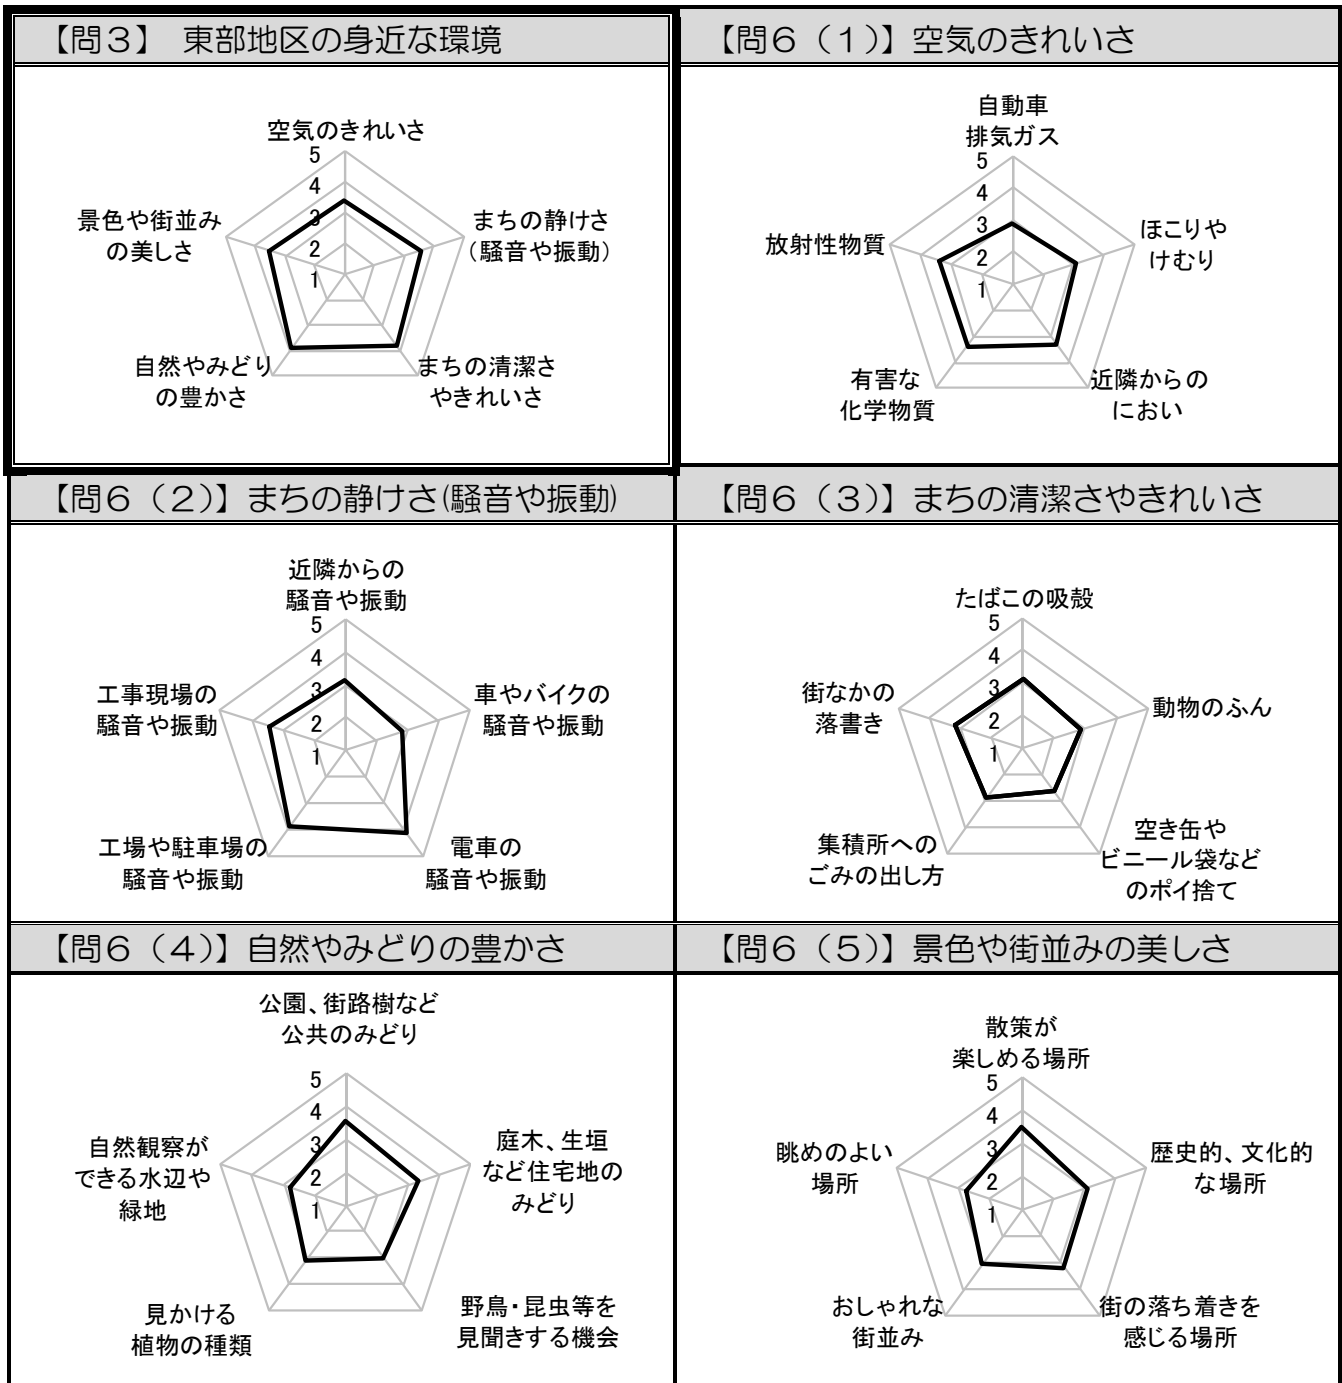 【問3】 東部地区の身近な環境
空気のきれいさ
5
4
3
2
1
まちの静けさ
(騒音や振動)
まちの清潔さ
やきれいさ
自然やみどり
の豊かさ
景色や街並み
の美しさ
【問6（1）】空気のきれいさ
自動車
排気ガス
5
4
3
2
1
ほこりや
けむり
近隣からの
におい
有害な
化学物質
放射性物質
【問6（2）】まちの静けさ(騒音や振動)
近隣からの
騒音や振動
5
4
3
2
1
車やバイクの
騒音や振動
電車の
騒音や振動
工場や駐車場の
騒音や振動
工事現場の
騒音や振動
【問6（3）】まちの清潔さやきれいさ
たばこの吸殻
5
4
3
2
1
動物のふん
空き缶や
ビニール袋など
のポイ捨て
集積所への
ごみの出し方
街なかの
落書き
【問6（4）】自然やみどりの豊かさ
公園、街路樹など
公共のみどり
5
4
3
2
1
庭木、生垣
など住宅地の
みどり
野鳥・昆虫等を
見聞きする機会
見かける
植物の種類
自然観察が
できる水辺や
緑地
【問6（5）】景色や街並みの美しさ
散策が
楽しめる場所
5
4
3
2
1
歴史的、文化的
な場所
街の落ち着きを
感じる場所
おしゃれな
街並み
眺めのよい
場所